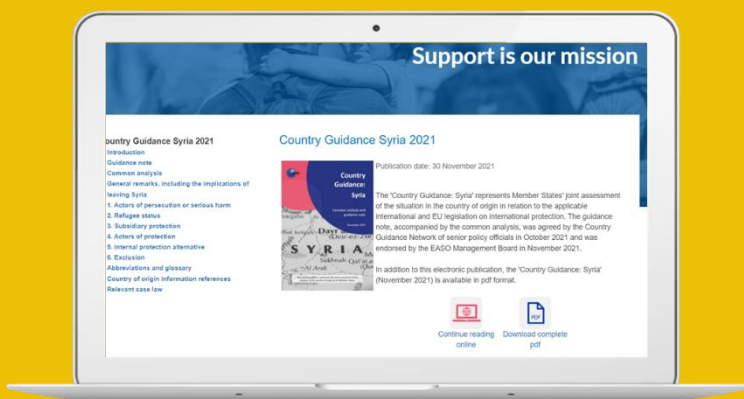 Support is our mission
ountry Guidance Syria 2021
Introduction
Guidance note
Common analysis
General remarks, including the implications of
leaving Syria
1. Actors of persecution or serious harm
2. Refugee status
3. Subsidiary protection
4. Actors of protection
5. Internal protection alternative
6. Exclusion
Abbreviations and glossary
Country of origin information references
Relevant case law
Country Guidance Syria 2021
Country
Guidance:
Syria
Common analysis and
guidance note
November 2021
SYRIA
Publication date: 30 November 2021
The 'Country Guidance: Syria' represents Member States' joint assessment
of the situation in the country of origin in relation to the applicable
international and EU legislation on international protection. The guidance
note, accompanied by the common analysis, was agreed by the Country
Guidance Network of senior policy officials in October 2021 and was
endorsed by the EASO Management Board in November 2021.
In addition to this electronic publication, the 'Country Guidance: Syria'
(November 2021) is available in pdf format.
PDF
Continue reading
online
Download complete
pdf